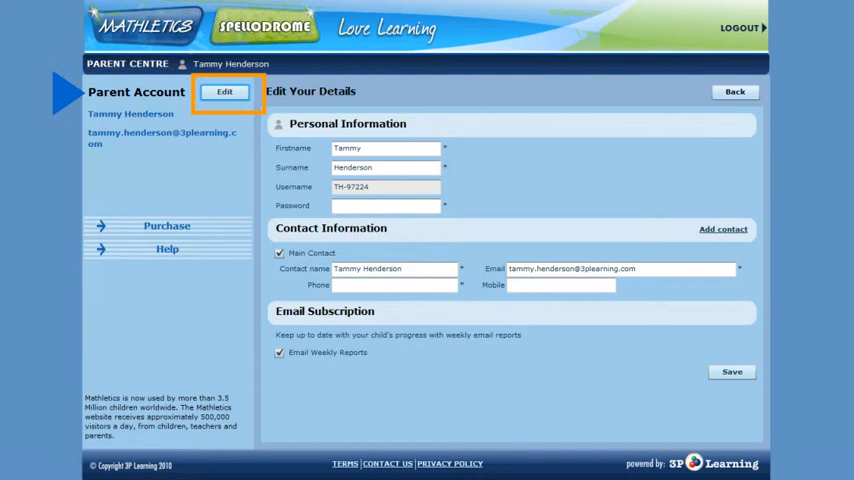 MATHLETICS SPELLODROME Love Learning LOGOUT
PARENT CENTRE Tammy Henderson
Parent Account Edit
Tammy Henderson
tammy.henderson@3plearning.c
om
Purchase
Help
Mathletics is now used by more than 3.5
Million children worldwide. The Mathletics
website receives approximately 500,000
visitors a day, from children, teachers and
parents.
Edit Your Details Back
Personal Information
Firstname Tammy *
Surname Henderson *
Username TH-97224
Password *
Contact Information Add contact
Main Contact
Contact name Tammy Henderson * Email tammy.henderson@3plearning.com *
Phone * Mobile
Email Subscription
Keep up to date with your child's progress with weekly email reports
Email Weekly Reports
Save
© Copyright 3P Learning 2010 TERMS | CONTACT US | PRIVACY POLICY powered by: 3P Learning